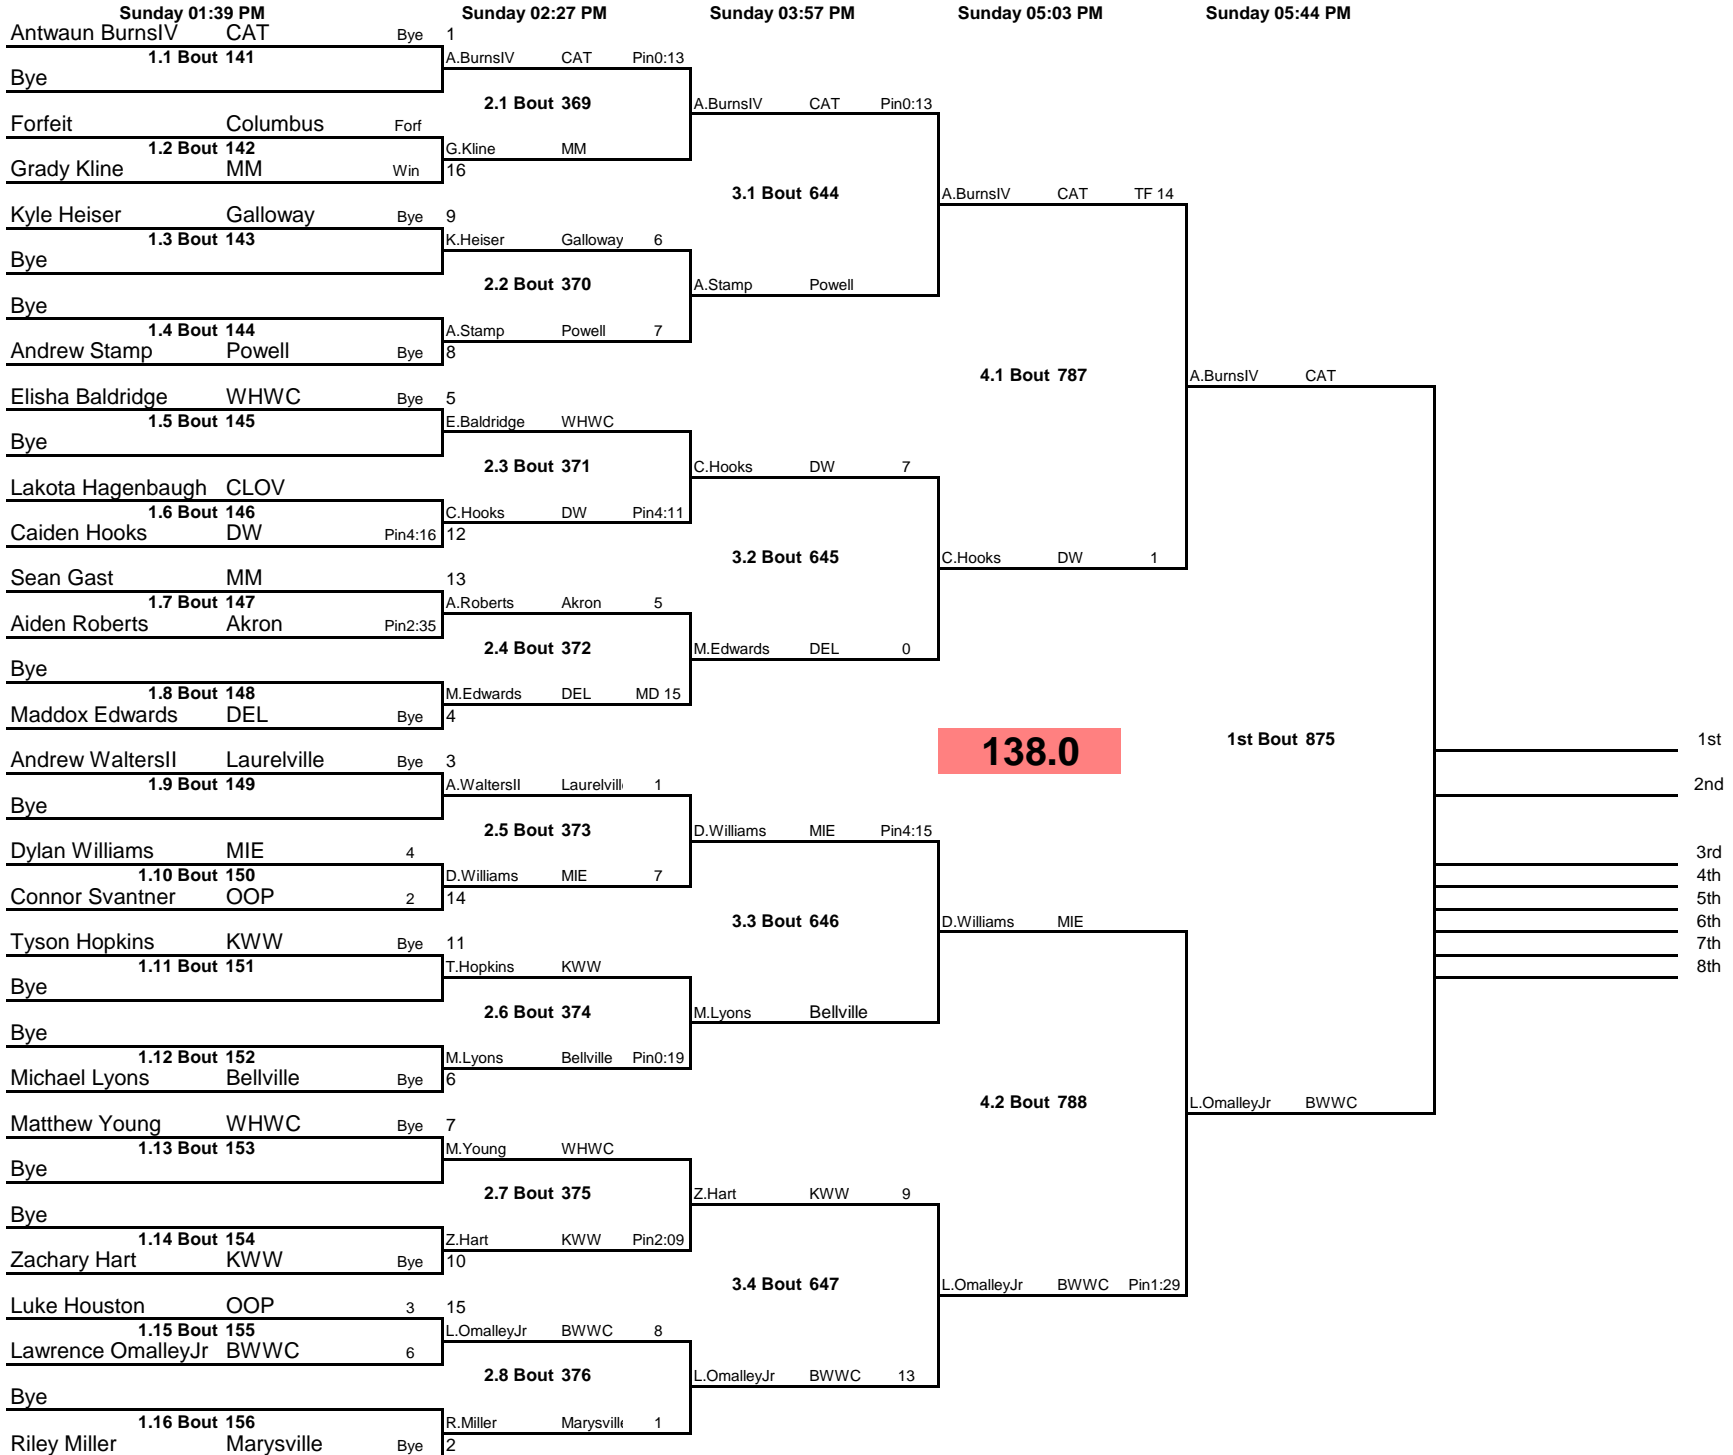 Sunday 01:39 PM Sunday 02:27 PM Sunday 03:57 PM Sunday 05:03 PM Sunday 05:44 PM
Antwaun BurnsIV CAT Bye 1
1.1 Bout 141 A.BurnsIV CAT Pin0:13
Bye
2.1 Bout 369 A.BurnsIV CAT Pin0:13
Forfeit Columbus Forf
1.2 Bout 142 G.Kline MM
Grady Kline MM Win 16
3.1 Bout 644 A.BurnsIV CAT TF 14
Kyle Heiser Galloway Bye 9
1.3 Bout 143 K.Heiser Galloway 6
Bye
2.2 Bout 370 A.Stamp Powell
Bye
1.4 Bout 144 A.Stamp Powell 7
Andrew Stamp Powell Bye 8
4.1 Bout 787 A.BurnsIV CAT
Elisha Baldridge WHWC Bye 5
1.5 Bout 145 E.Baldridge WHWC
Bye
2.3 Bout 371 C.Hooks DW 7
Lakota Hagenbaugh CLOV
1.6 Bout 146 C.Hooks DW Pin4:11
Caiden Hooks DW Pin4:16 12
3.2 Bout 645 C.Hooks DW 1
Sean Gast MM 13
1.7 Bout 147 A.Roberts Akron 5
Aiden Roberts Akron Pin2:35
2.4 Bout 372 M.Edwards DEL 0
Bye
1.8 Bout 148 M.Edwards DEL MD 15
Maddox Edwards DEL Bye 4
138.0 1st Bout 875 1st
Andrew WaltersII Laurelville Bye 3
1.9 Bout 149 A.WaltersII Laurelvill 1 2nd
Bye
2.5 Bout 373 D.Williams MIE Pin4:15
Dylan Williams MIE 4 3rd
1.10 Bout 150 D.Williams MIE 7 4th
Connor Svantner OOP 2 14 5th
3.3 Bout 646 D.Williams MIE 6th
Tyson Hopkins KWW Bye 11 7th
1.11 Bout 151 T.Hopkins KWW 8th
Bye
2.6 Bout 374 M.Lyons Bellville
Bye
1.12 Bout 152 M.Lyons Bellville Pin0:19
Michael Lyons Bellville Bye 6
4.2 Bout 788 L.OmalleyJr BWWC
Matthew Young WHWC Bye 7
1.13 Bout 153 M.Young WHWC
Bye
2.7 Bout 375 Z.Hart KWW 9
Bye
1.14 Bout 154 Z.Hart KWW Pin2:09
Zachary Hart KWW Bye 10
3.4 Bout 647 L.OmalleyJr BWWC Pin1:29
Luke Houston OOP 3 15
1.15 Bout 155 L.OmalleyJr BWWC 8
Lawrence OmalleyJr BWWC 6
2.8 Bout 376 L.OmalleyJr BWWC 13
Bye
1.16 Bout 156 R.Miller Marysvill 1
Riley Miller Marysville Bye 2